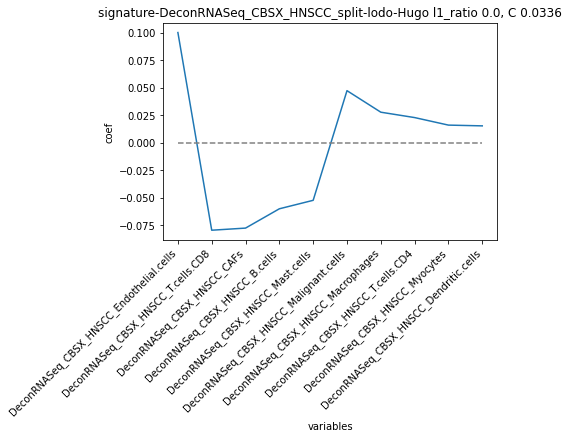 signature-DeconRNASeq_CBSX_HNSCC_split-lodo-Hugo l1_ratio 0.0, C 0.0336
0.100
0.075
0.050
0.025
0.000
−0.025
−0.050
−0.075
coef
DeconRNASeq_CBSX_HNSCC_Endothelial.cells
DeconRNASeq_CBSX_HNSCC_T.cells.CD8
DeconRNASeq_CBSX_HNSCC_CAFs
DeconRNASeq_CBSX_HNSCC_B.cells
DeconRNASeq_CBSX_HNSCC_Mast.cells
DeconRNASeq_CBSX_HNSCC_Malignant.cells
DeconRNASeq_CBSX_HNSCC_Macrophages
DeconRNASeq_CBSX_HNSCC_T.cells.CD4
DeconRNASeq_CBSX_HNSCC_Myocytes
DeconRNASeq_CBSX_HNSCC_Dendritic.cells
variables